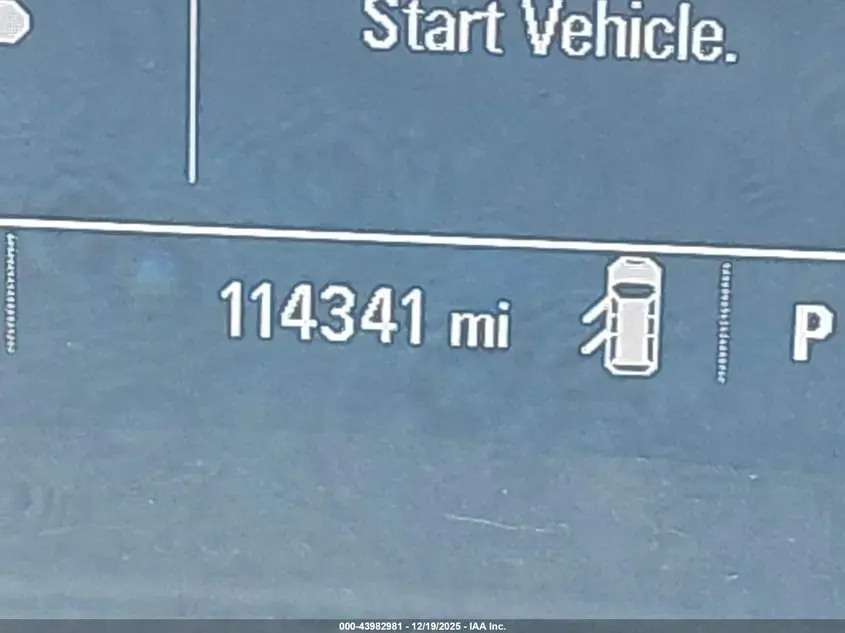 Start Vehicle.
114341 mi
P
000-43982981 - 12/19/2025 - IAA Inc.